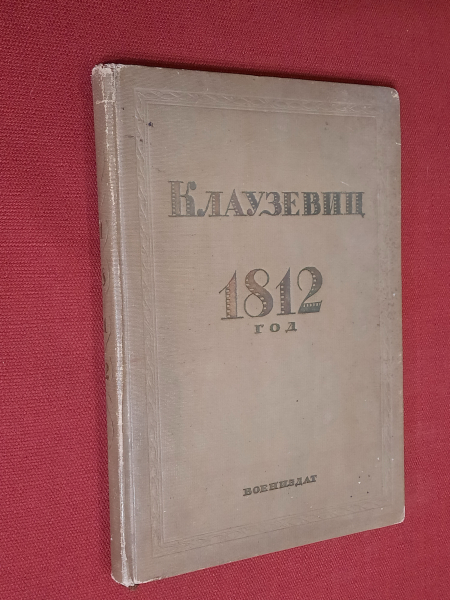 Клаузевиц
1812
год
Воениздат